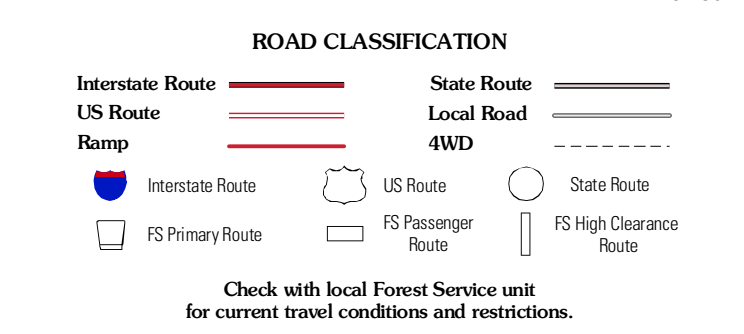 ROAD CLASSIFICATION
Interstate Route
State Route
US Route
Local Road
Ramp
4WD
Interstate Route
US Route
State Route
FS Primary Route
FS Passenger
Route
FS High Clearance
Route
Check with local Forest Service unit
for current travel conditions and restrictions.